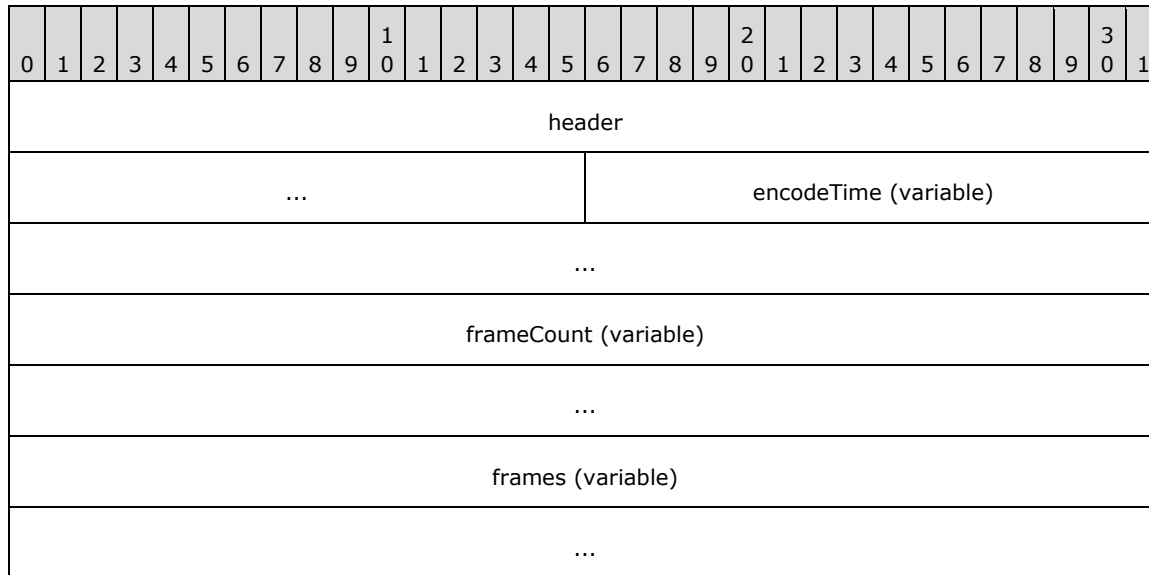 1 2 3
0 1 2 3 4 5 6 7 8 9 0 1 2 3 4 5 6 7 8 9 0 1 2 3 4 5 6 7 8 9 0 1
header
... encodeTime (variable)
...
frameCount (variable)
...
frames (variable)
...